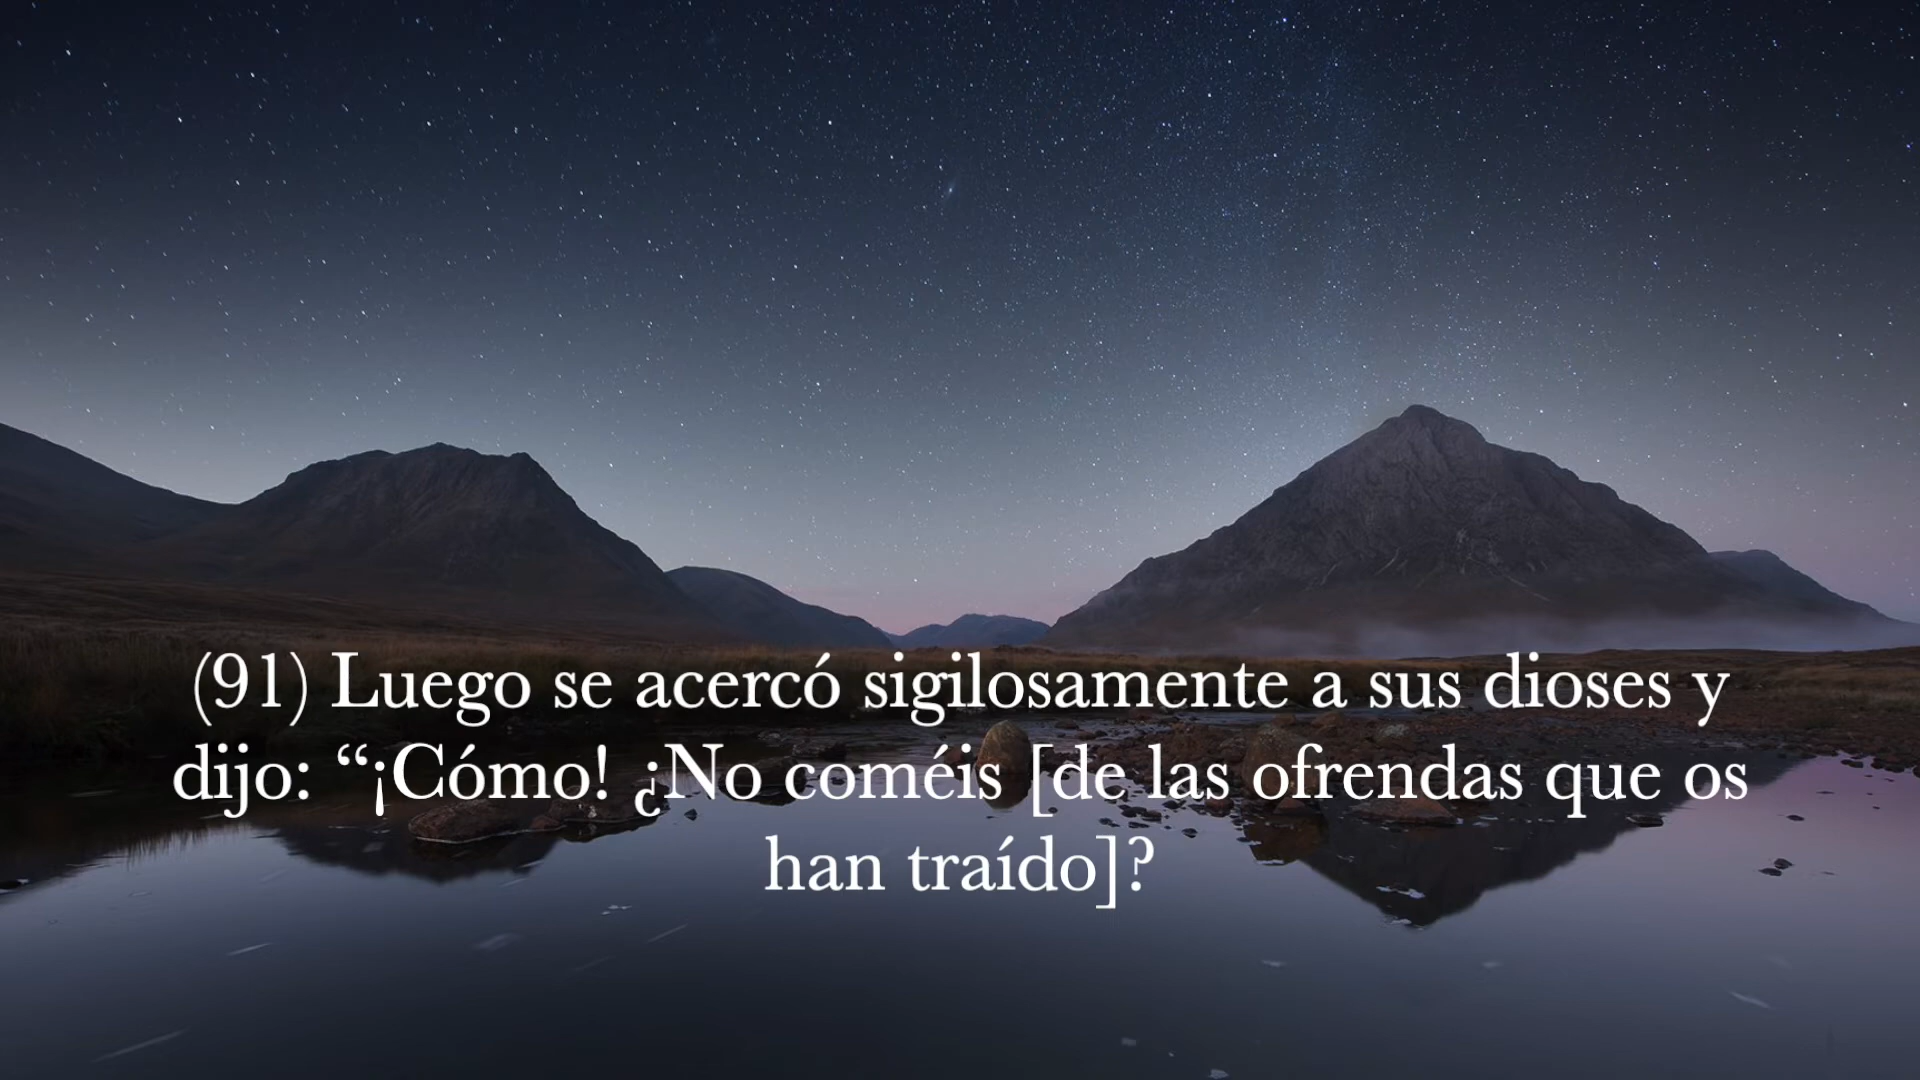 (91) Luego se acercó sigilosamente a sus dioses y
dijo: “¡Cómo! ¿No coméis [de las ofrendas que os
han traído]?